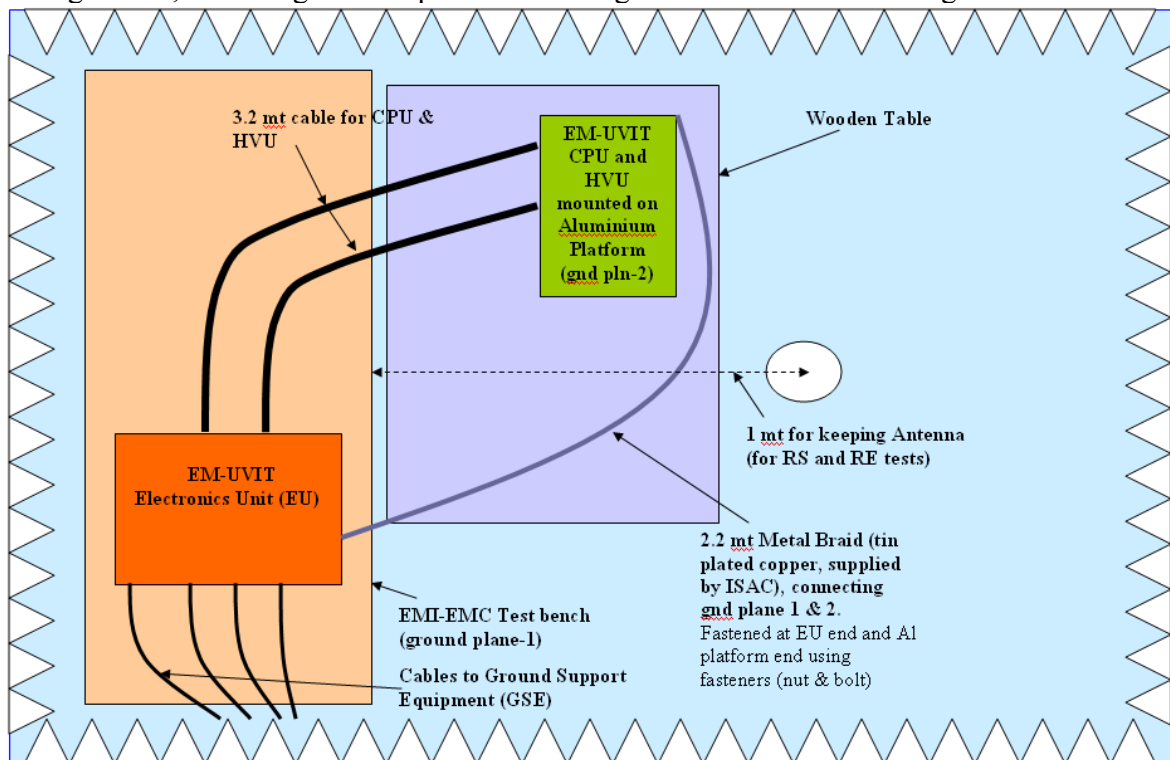 3.2 mt cable for CPU &
HVU
EM-UVIT
CPU and
HVU
mounted on
Aluminium
Platform
(gnd pln-2)
Wooden Table
1 mt for keeping Antenna
(for RS and RE tests)
EM-UVIT
Electronics Unit (EU)
2.2 mt Metal Braid (tin
plated copper, supplied
by ISAC), connecting
gnd plane 1 & 2.
Fastened at EU end and Al
platform end using
fasteners (nut & bolt)
EMI-EMC Test bench
(ground plane-1)
Cables to Ground Support
Equipment (GSE)